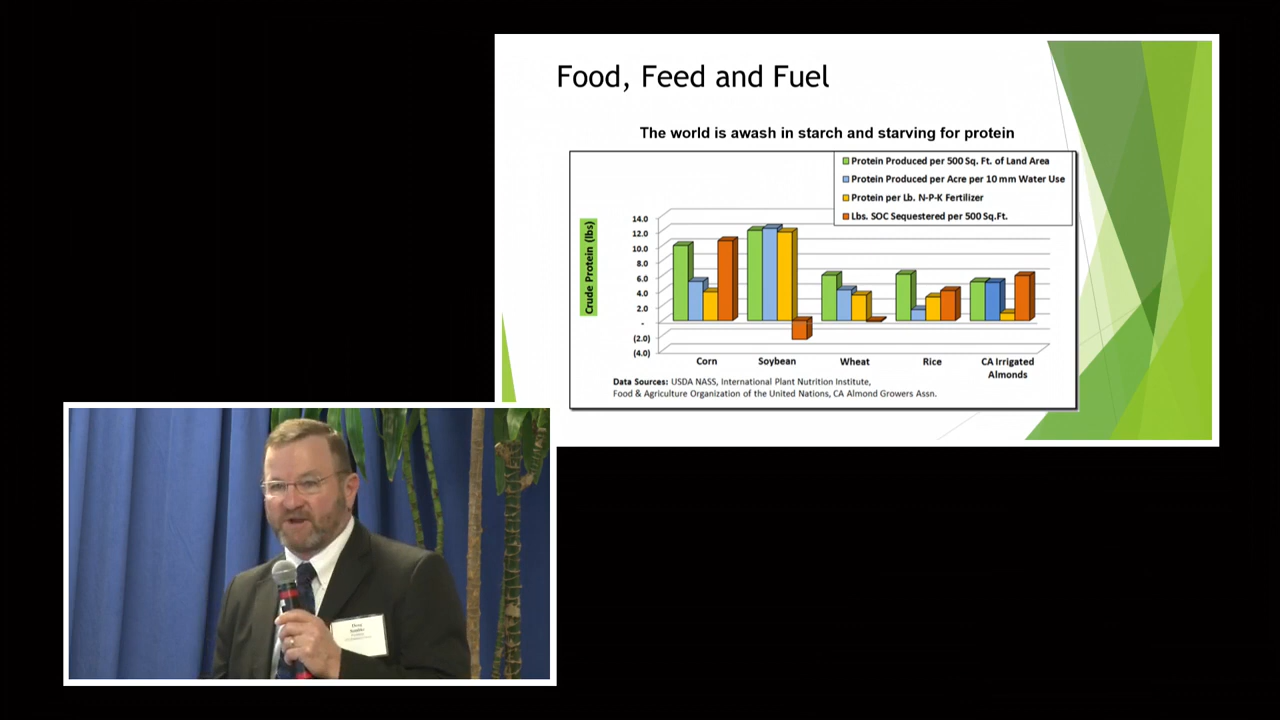 Food, Feed and Fuel
The world is awash in starch and starving for protein
Protein Produced per 500 Sq. Ft. of Land Area
Protein Produced per Acre per 10 mm Water Use
Protein per Lb. N-P-K Fertilizer
Lbs. SOC Sequestered per 500 Sq.Ft.
Crude Protein (lbs)
14.0
12.0
10.0
8.0
6.0
4.0
2.0
-
(2.0)
(4.0)
Corn Soybean Wheat Rice CA Irrigated
Almonds
Data Sources: USDA NASS, International Plant Nutrition Institute,
Food & Agriculture Organization of the United Nations, CA Almond Growers Assn.
Doug